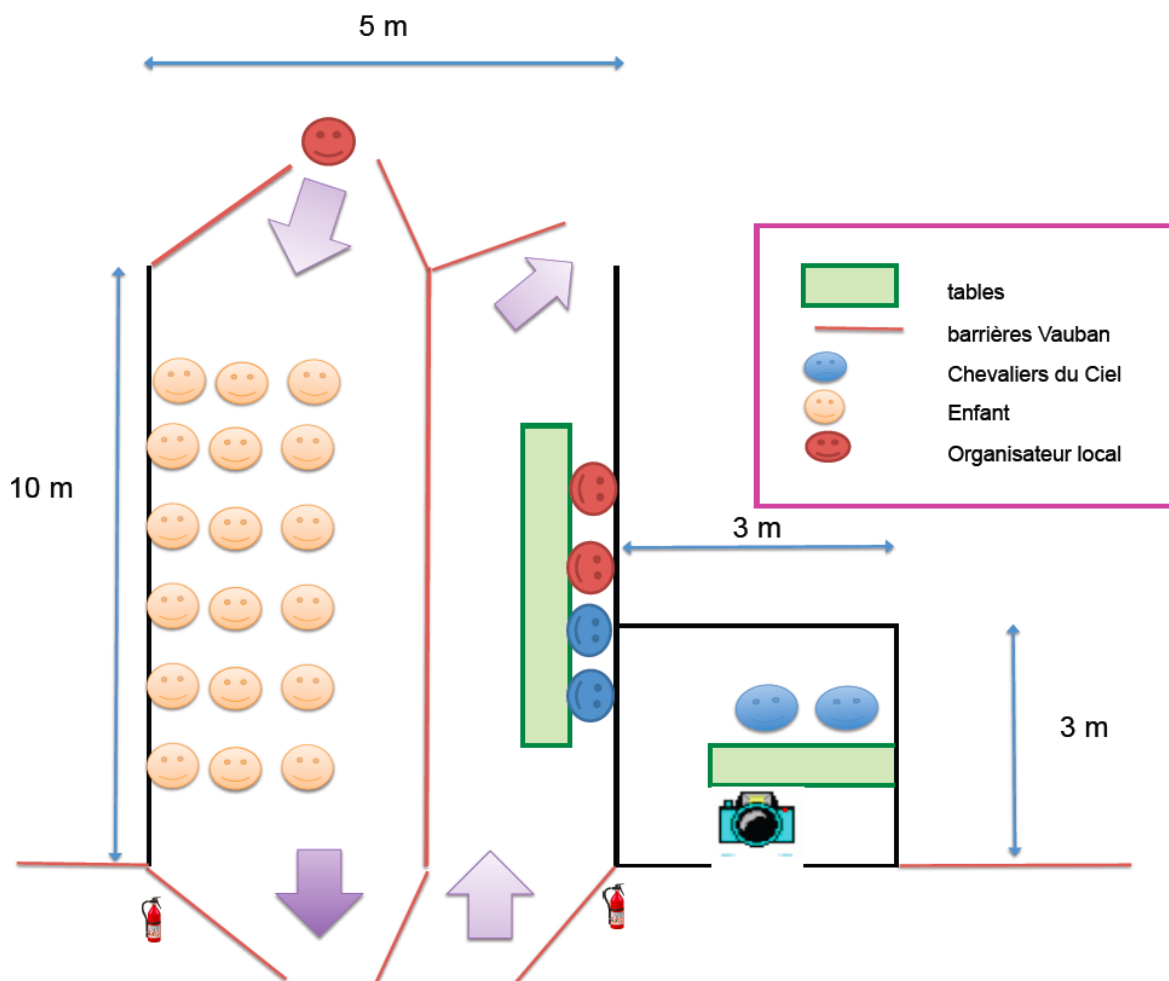 5 m
tables
barrières Vauban
Chevaliers du Ciel
Enfant
Organisateur local
10 m
3 m
3 m